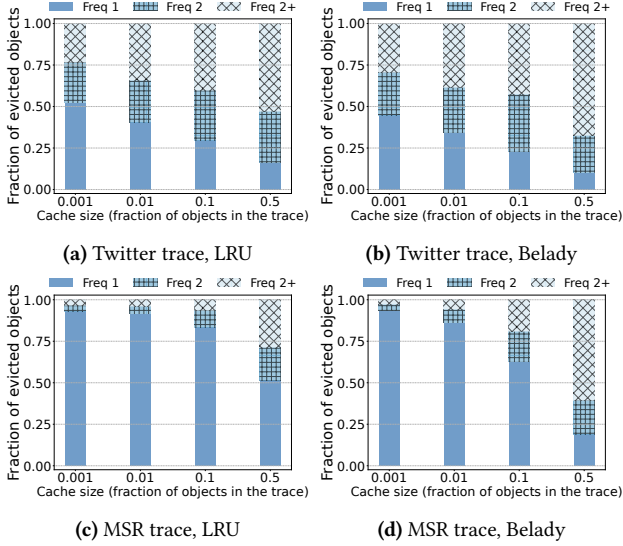 Freq 1 Freq 2 Freq 2+
Fraction of evicted objects
1.00
0.75
0.50
0.25
0.00
0.001 0.01 0.1 0.5
Cache size (fraction of objects in the trace)
(a) Twitter trace, LRU
Freq 1 Freq 2 Freq 2+
Fraction of evicted objects
1.00
0.75
0.50
0.25
0.00
0.001 0.01 0.1 0.5
Cache size (fraction of objects in the trace)
(b) Twitter trace, Belady
Freq 1 Freq 2 Freq 2+
Fraction of evicted objects
1.00
0.75
0.50
0.25
0.00
0.001 0.01 0.1 0.5
Cache size (fraction of objects in the trace)
(c) MSR trace, LRU
Freq 1 Freq 2 Freq 2+
Fraction of evicted objects
1.00
0.75
0.50
0.25
0.00
0.001 0.01 0.1 0.5
Cache size (fraction of objects in the trace)
(d) MSR trace, Belady